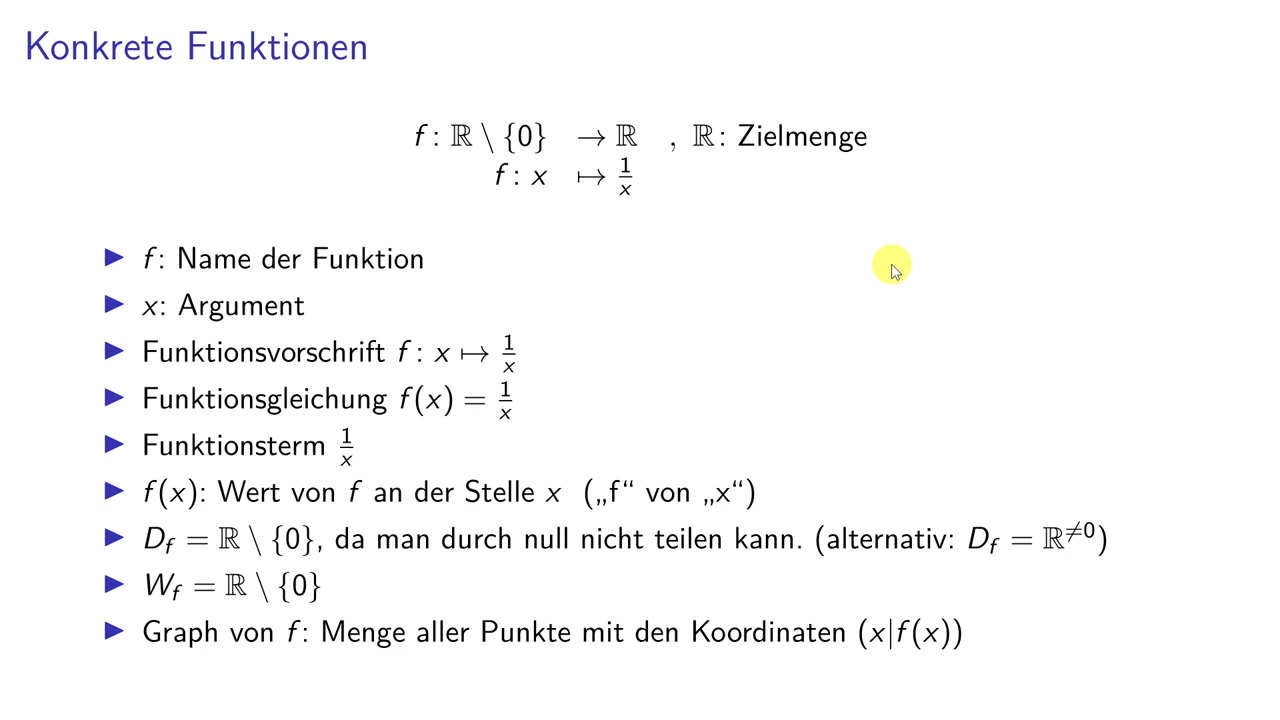 Konkrete Funktionen
f : ℝ \ {0} → ℝ , ℝ : Zielmenge
f : x ↦ 1/x
▶ f : Name der Funktion
▶ x: Argument
▶ Funktionsvorschrift f : x ↦ 1/x
▶ Funktionsgleichung f(x) = 1/x
▶ Funktionsterm 1/x
▶ f(x): Wert von f an der Stelle x („f“ von „x“)
▶ D_f = ℝ \ {0}, da man durch null nicht teilen kann. (alternativ: D_f = ℝ^≠0)
▶ W_f = ℝ \ {0}
▶ Graph von f : Menge aller Punkte mit den Koordinaten (x|f(x))